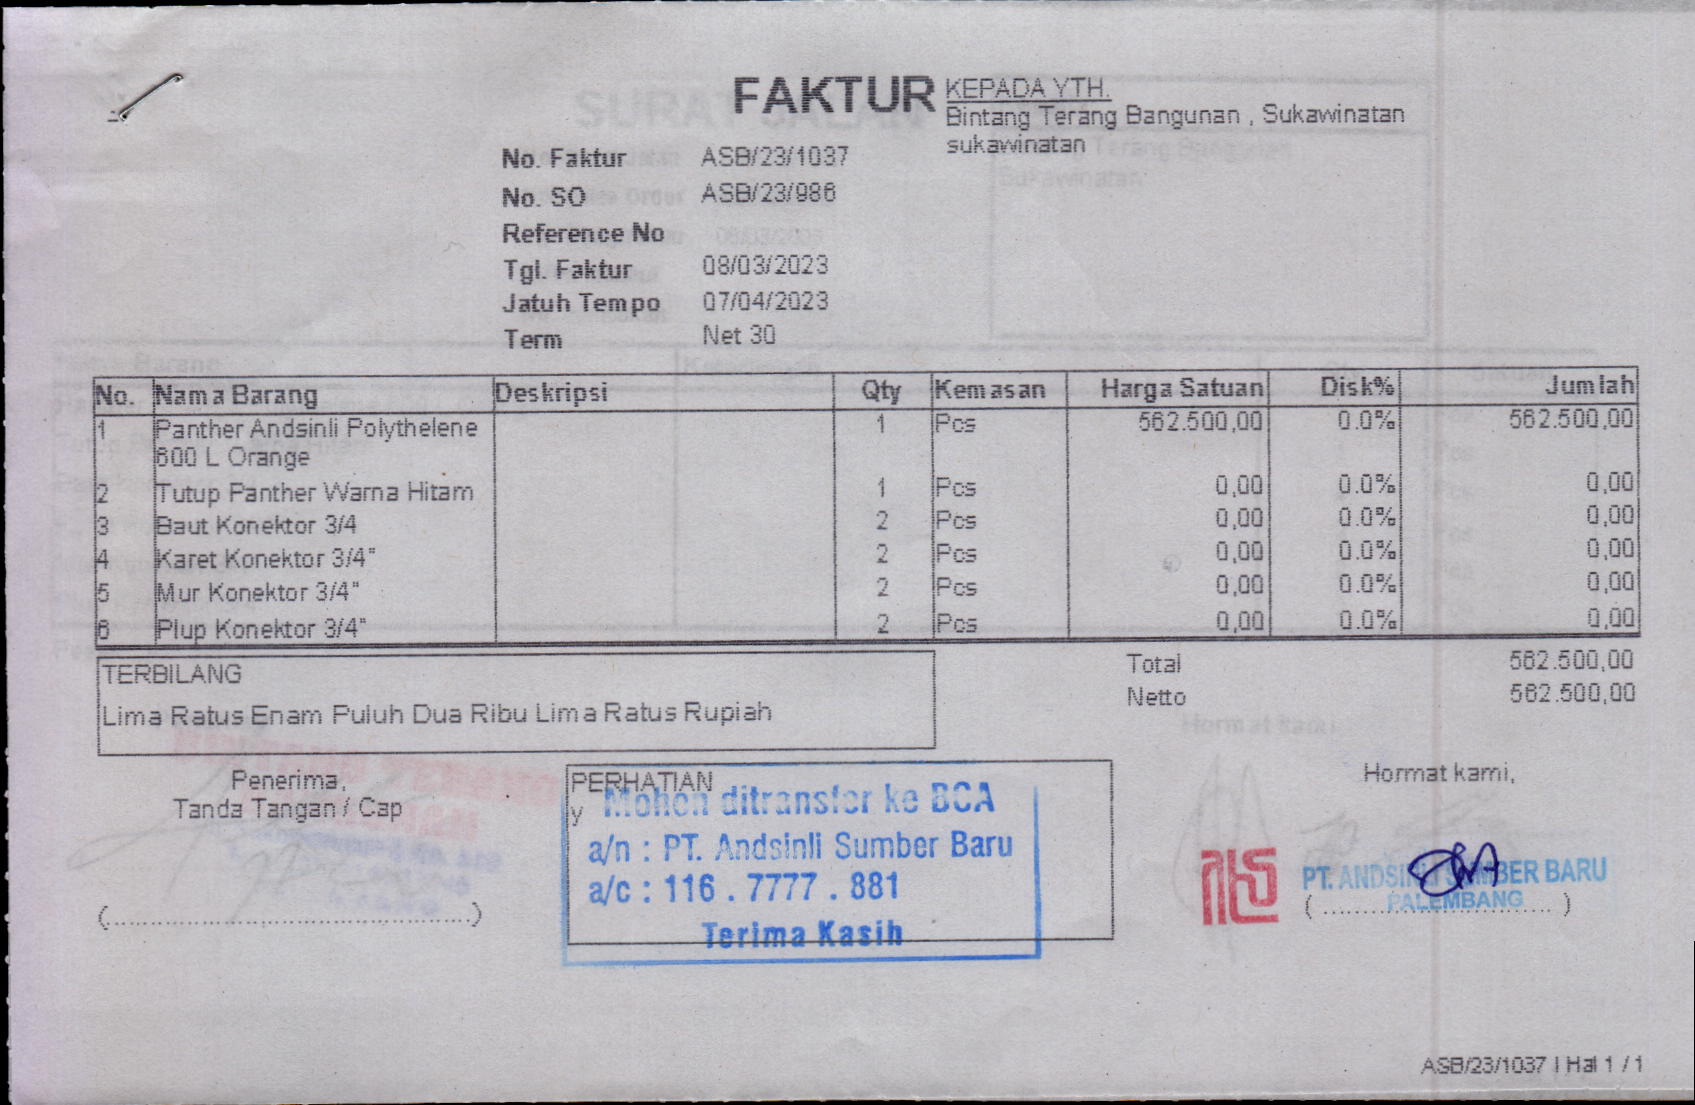 FAKTUR
KEPADA YTH.
Bintang Terang Bangunan , Sukawinatan
sukawinatan
No. Faktur ASB/23/1037
No. SO ASB/23/986
Reference No
Tgl. Faktur 08/03/2023
Jatuh Tempo 07/04/2023
Term Net 30
No. Nama Barang Deskripsi Qty Kemasan Harga Satuan Disk% Jumlah
1 Panther Andsinli Polythelene 1 Pcs 562.500,00 0.0% 562.500,00
600 L Orange
2 Tutup Panther Warna Hitam 1 Pcs 0,00 0.0% 0,00
3 Baut Konektor 3/4 2 Pcs 0,00 0.0% 0,00
4 Karet Konektor 3/4" 2 Pcs 0,00 0.0% 0,00
5 Mur Konektor 3/4" 2 Pcs 0,00 0.0% 0,00
6 Plup Konektor 3/4" 2 Pcs 0,00 0.0% 0,00
TERBILANG
Lima Ratus Enam Puluh Dua Ribu Lima Ratus Rupiah
Total 562.500,00
Netto 562.500,00
Penerima,
Tanda Tangan / Cap
(........................................)
PERHATIAN
y
Mohon ditransfer ke BCA
a/n : PT. Andsinli Sumber Baru
a/c : 116 . 7777 . 881
Terima Kasih
Hormat kami,
PT. ANDSINLI SUMBER BARU
PALEMBANG
( .......................... )
ASB/23/1037 | Hal 1 / 1